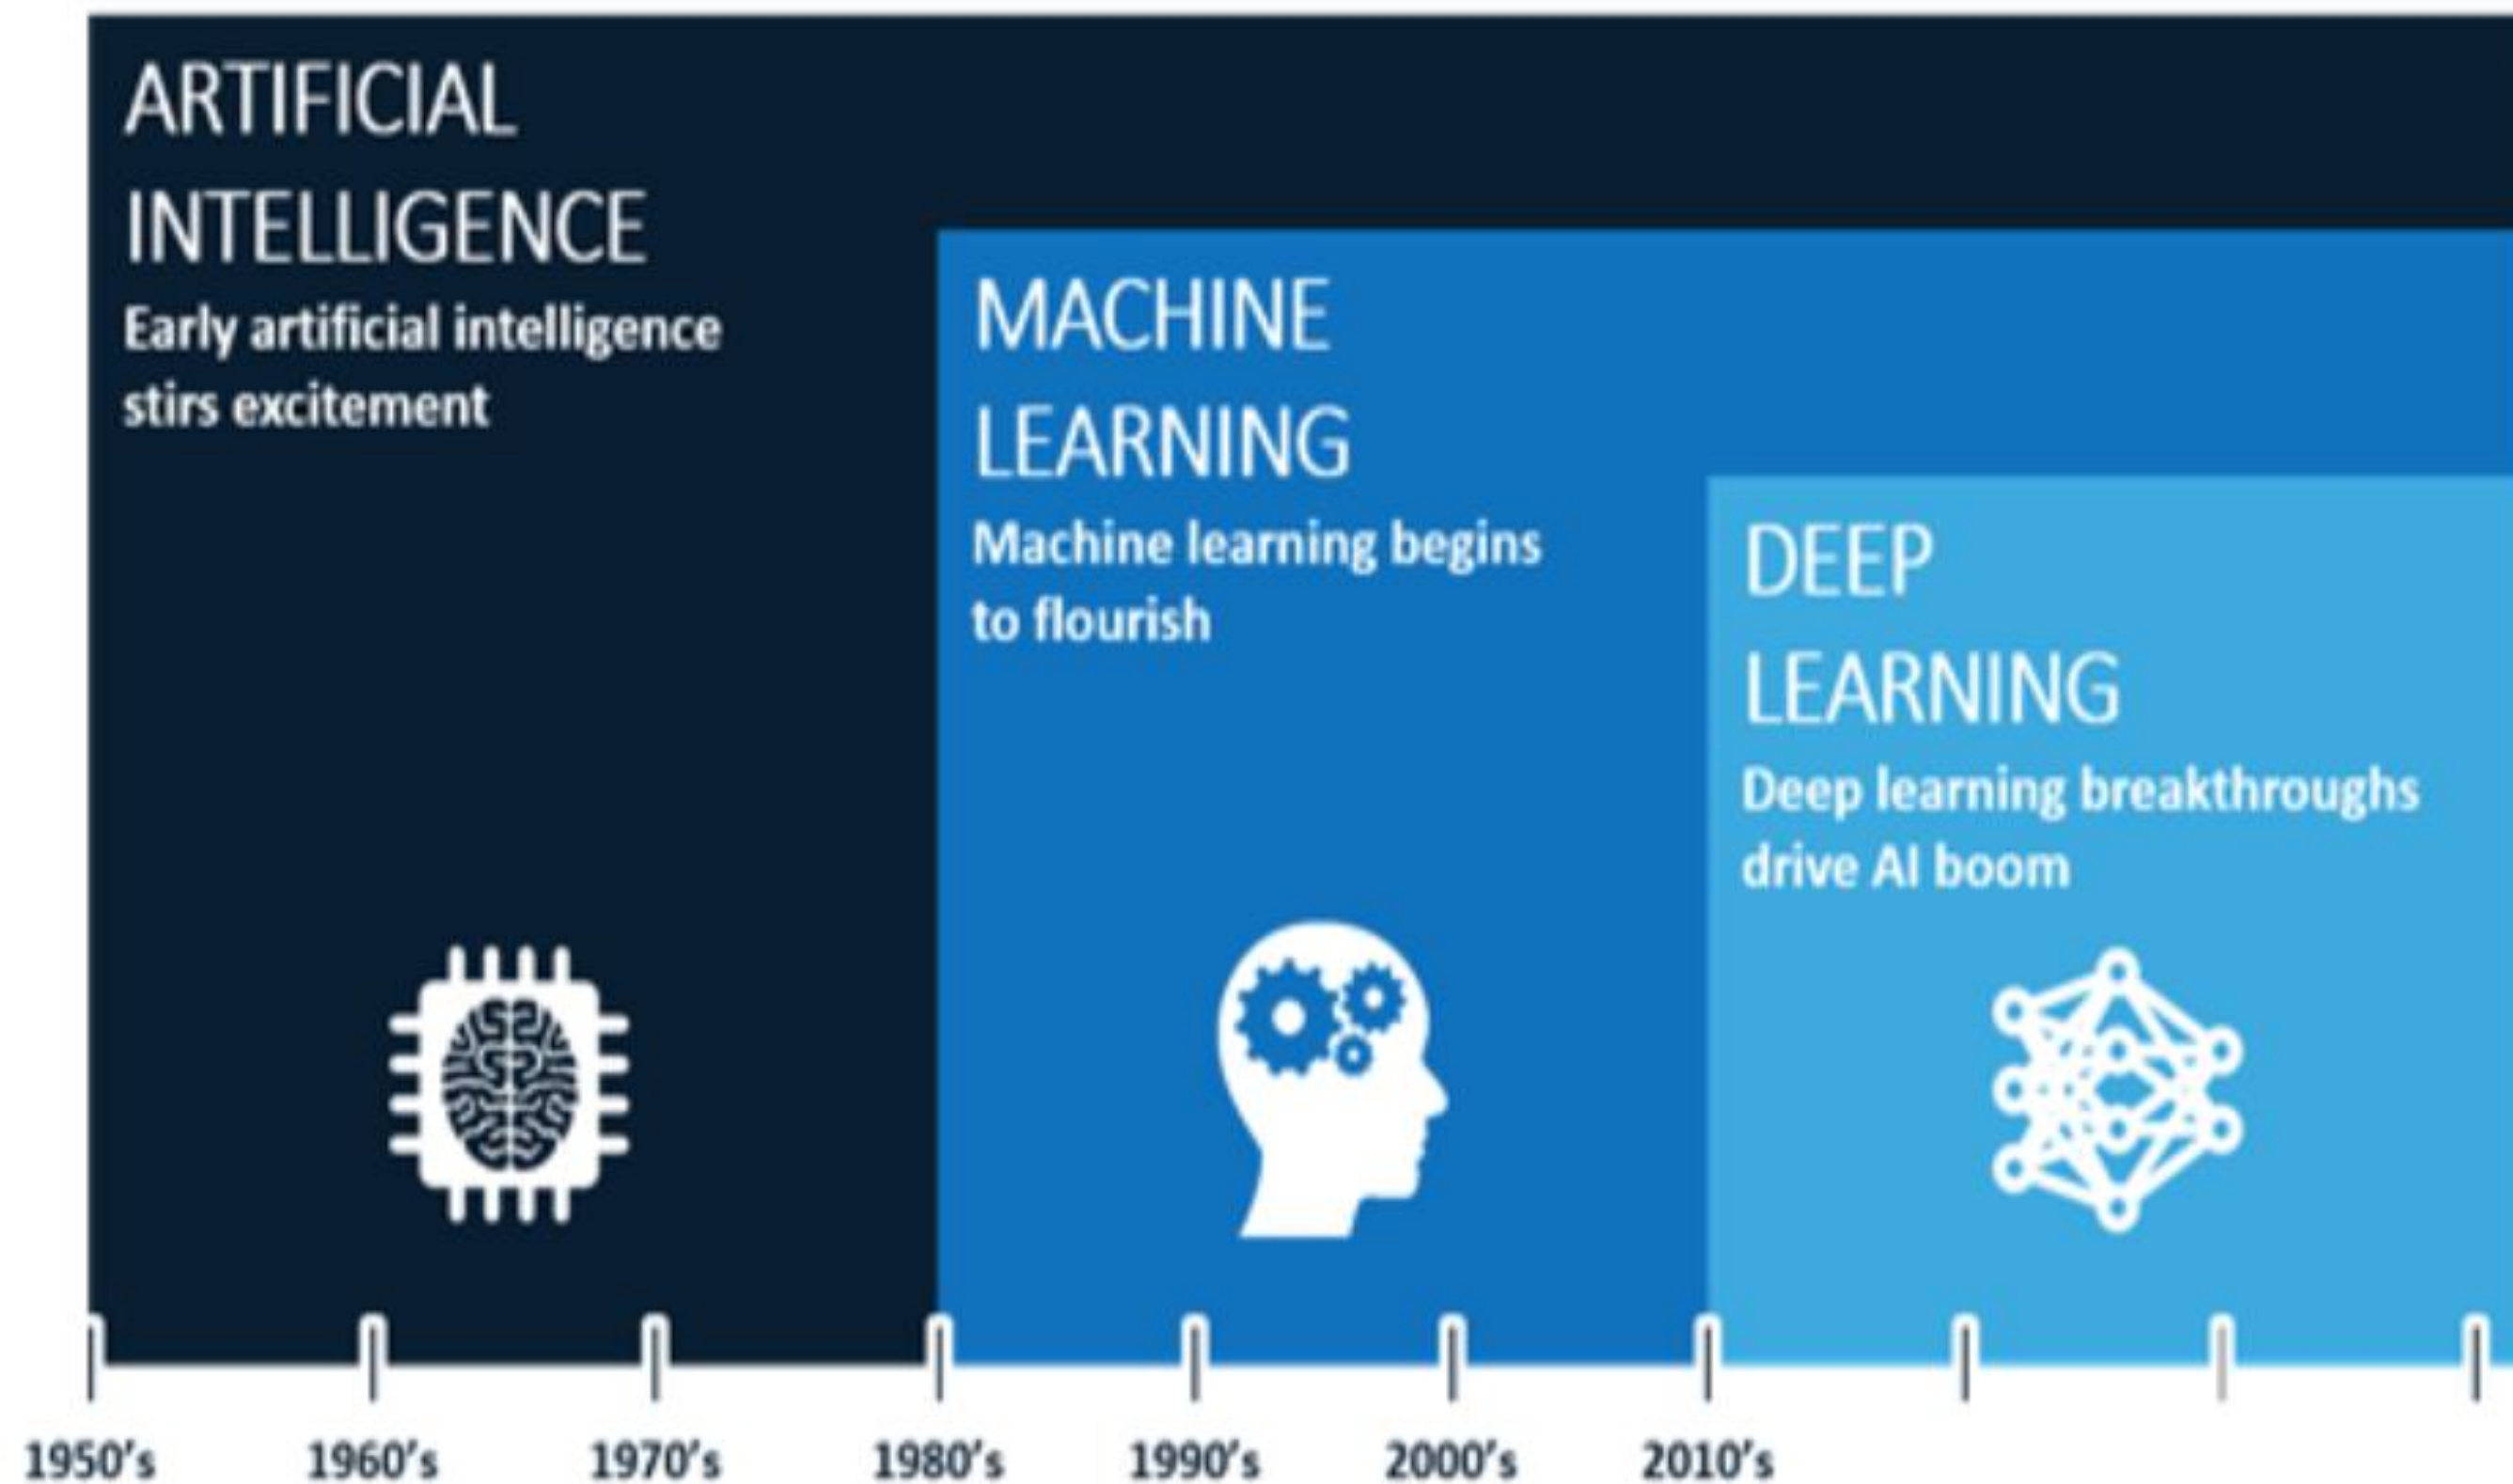 ARTIFICIAL
INTELLIGENCE
Early artificial intelligence
stirs excitement
MACHINE
LEARNING
Machine learning begins
to flourish
DEEP
LEARNING
Deep learning breakthroughs
drive AI boom
1950's 1960's 1970's 1980's 1990's 2000's 2010's